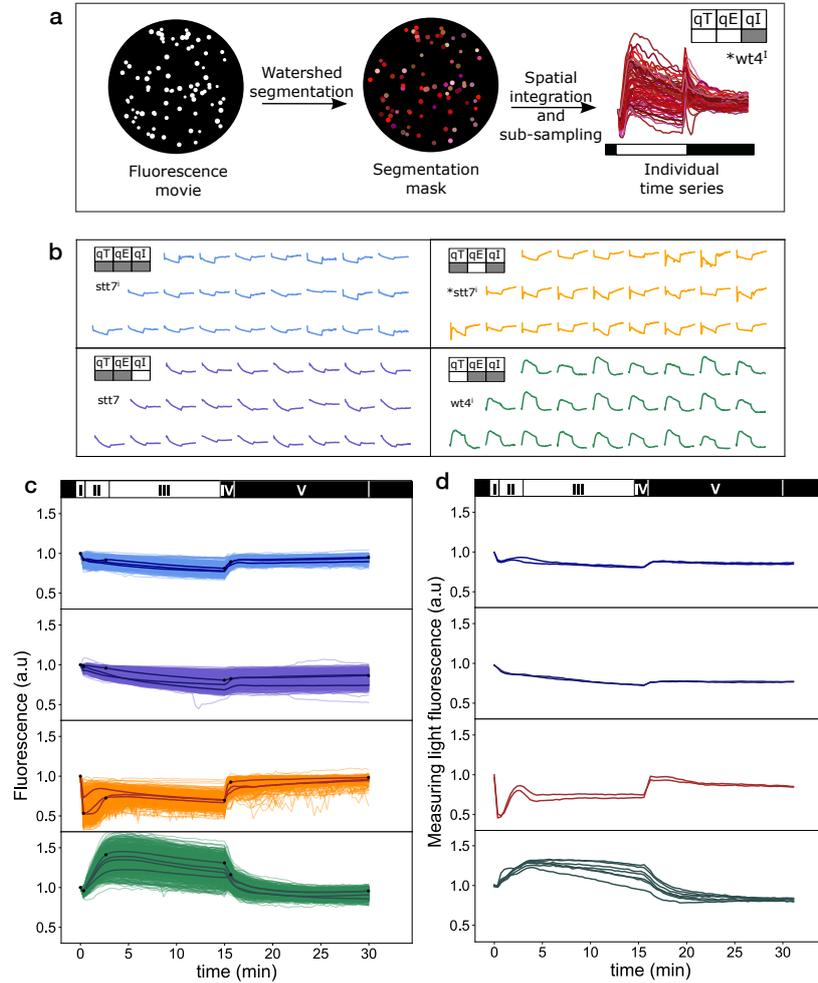 a
qT qE qI
*wt4ᴵ
Watershed
segmentation
Spatial
integration
and
sub-sampling
Fluorescence
movie
Segmentation
mask
Individual
time series
b
qT qE qI
stt7ⁱ
qT qE qI
*stt7ⁱ
qT qE qI
stt7
qT qE qI
wt4ⁱ
c
I II III IV V
Fluorescence (a.u)
1.5
1.0
0.5
1.5
1.0
0.5
1.5
1.0
0.5
1.5
1.0
0.5
0 5 10 15 20 25 30
time (min)
d
I II III IV V
Measuring light fluorescence (a.u)
1.5
1.0
0.5
1.5
1.0
0.5
1.5
1.0
0.5
1.5
1.0
0.5
0 5 10 15 20 25 30
time (min)